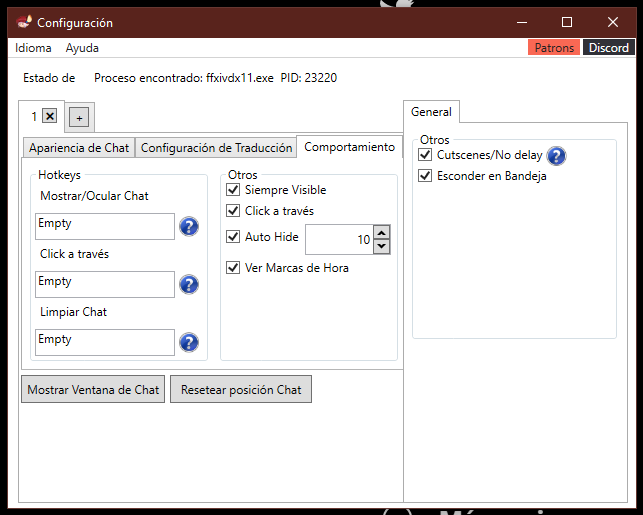 Configuración
Idioma Ayuda Patrons Discord
Estado de Proceso encontrado: ffxivdx11.exe PID: 23220
1 +
General
Apariencia de Chat Configuración de Traducción Comportamiento
Hotkeys
Mostrar/Ocular Chat
Empty
Click a través
Empty
Limpiar Chat
Empty
Otros
Siempre Visible
Click a través
Auto Hide 10
Ver Marcas de Hora
Otros
Cutscenes/No delay
Esconder en Bandeja
Mostrar Ventana de Chat Resetear posición Chat